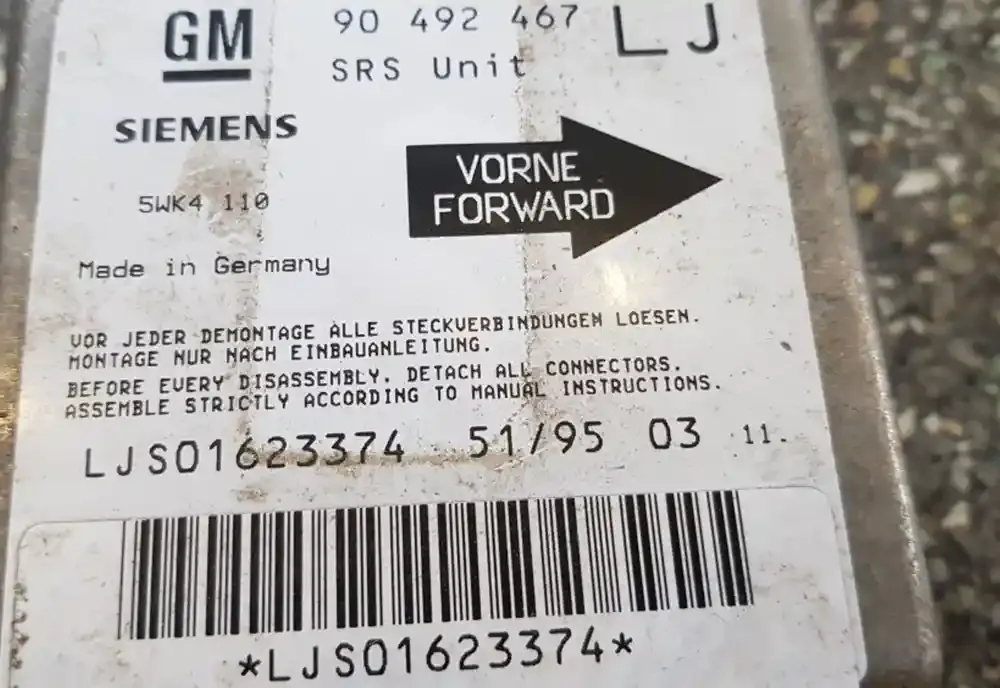 GM 90 492 467 LJ
SRS Unit
SIEMENS
VORNE
FORWARD
5WK4 110
Made in Germany
VOR JEDER DEMONTAGE ALLE STECKVERBINDUNGEN LOESEN.
MONTAGE NUR NACH EINBAUANLEITUNG.
BEFORE EVERY DISASSEMBLY, DETACH ALL CONNECTORS.
ASSEMBLE STRICTLY ACCORDING TO MANUAL INSTRUCTIONS.
LJS01623374 51/95 03 11.
*LJS01623374*